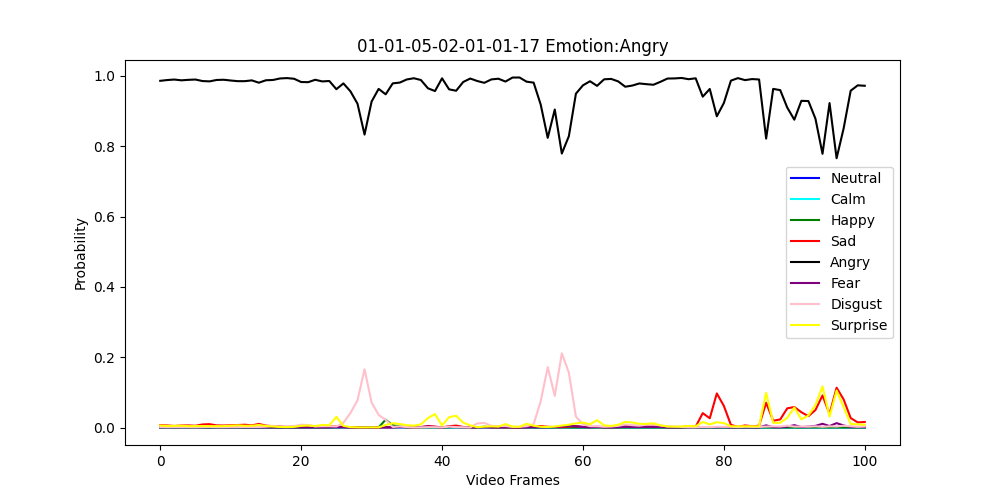 01-01-05-02-01-01-17 Emotion:Angry
1.0
0.8
0.6
0.4
0.2
0.0
Probability
0
20
40
60
80
100
Video Frames
Neutral
Calm
Happy
Sad
Angry
Fear
Disgust
Surprise